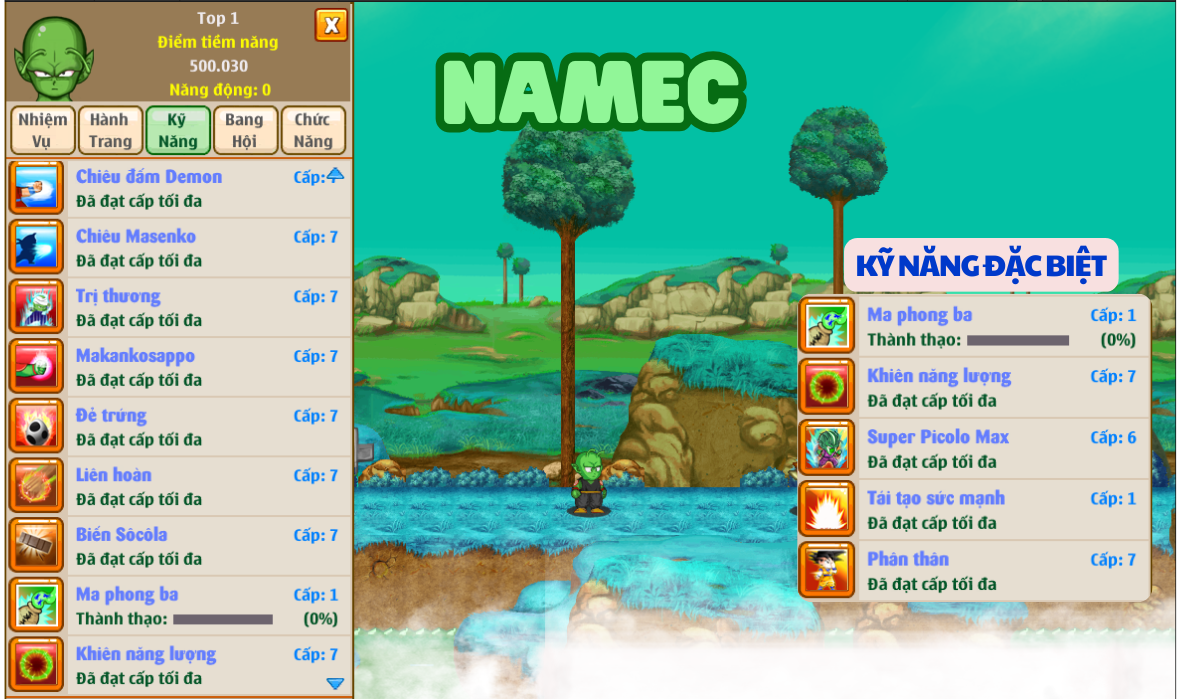 Top 1
Điểm tiềm năng
500.030
Năng động: 0
X
Nhiệm Vụ
Hành Trang
Kỹ Năng
Bang Hội
Chức Năng
Chiêu đấm Demon Cấp:
Đã đạt cấp tối đa
Chiêu Masenko Cấp: 7
Đã đạt cấp tối đa
Trị thương Cấp: 7
Đã đạt cấp tối đa
Makankosappo Cấp: 7
Đã đạt cấp tối đa
Đẻ trứng Cấp: 7
Đã đạt cấp tối đa
Liên hoàn Cấp: 7
Đã đạt cấp tối đa
Biến Sôcôla Cấp: 7
Đã đạt cấp tối đa
Ma phong ba Cấp: 1
Thành thạo: (0%)
Khiên năng lượng Cấp: 7
Đã đạt cấp tối đa
NAMEC
KỸ NĂNG ĐẶC BIỆT
Ma phong ba Cấp: 1
Thành thạo: (0%)
Khiên năng lượng Cấp: 7
Đã đạt cấp tối đa
Super Picolo Max Cấp: 6
Đã đạt cấp tối đa
Tái tạo sức mạnh Cấp: 1
Đã đạt cấp tối đa
Phân thân Cấp: 7
Đã đạt cấp tối đa